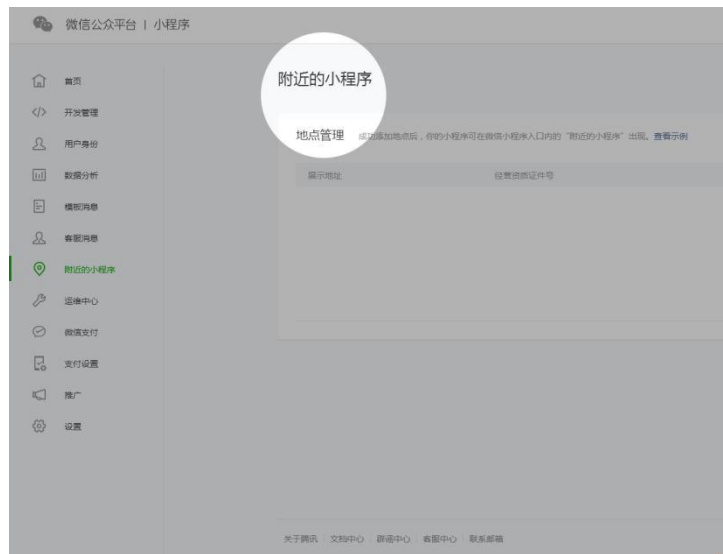 微信公众平台 | 小程序
首页
开发管理
用户身份
数据分析
模板消息
客服消息
附近的小程序
运维中心
微信支付
支付设置
推广
设置
附近的小程序
地点管理 成功添加地点后,你的小程序可在微信小程序入口内的“附近的小程序”出现。查看示例
展示地址 经营资质证件号
关于腾讯 文档中心 辟谣中心 客服中心 联系邮箱